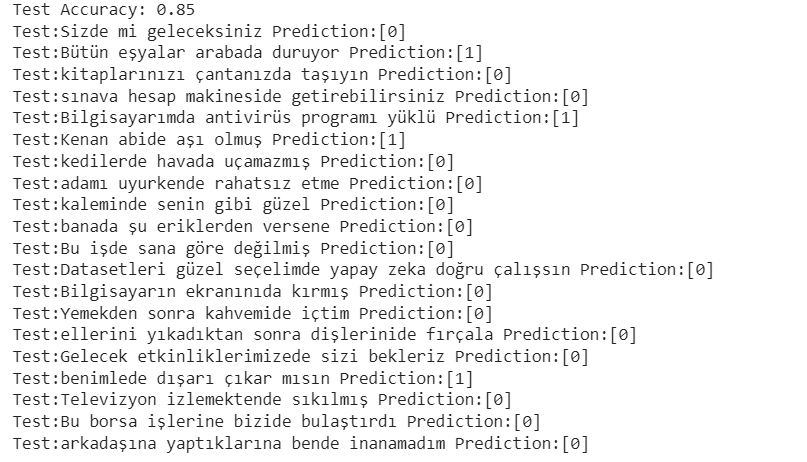 Test Accuracy: 0.85
Test:Sizde mi geleceksiniz Prediction:[0]
Test:Bütün eşyalar arabada duruyor Prediction:[1]
Test:kitaplarınızı çantanızda taşıyın Prediction:[0]
Test:sınava hesap makineside getirebilirsiniz Prediction:[0]
Test:Bilgisayarımda antivirüs programı yüklü Prediction:[1]
Test:Kenan abide aşı olmuş Prediction:[1]
Test:kedilerde havada uçamazmış Prediction:[0]
Test:adamı uyurkende rahatsız etme Prediction:[0]
Test:kaleminde senin gibi güzel Prediction:[0]
Test:banada şu eriklerden versene Prediction:[0]
Test:Bu işde sana göre değilmiş Prediction:[0]
Test:Datasetleri güzel seçelimde yapay zeka doğru çalışsın Prediction:[0]
Test:Bilgisayarın ekranınıda kırmış Prediction:[0]
Test:Yemekden sonra kahvemide içtim Prediction:[0]
Test:ellerini yıkadıktan sonra dişlerinide fırçala Prediction:[0]
Test:Gelecek etkinliklerimizede sizi bekleriz Prediction:[0]
Test:benimlede dışarı çıkar mısın Prediction:[1]
Test:Televizyon izlemektende sıkılmış Prediction:[0]
Test:Bu borsa işlerine bizide bulaştırdı Prediction:[0]
Test:arkadaşına yaptıklarına bende inanamadım Prediction:[0]